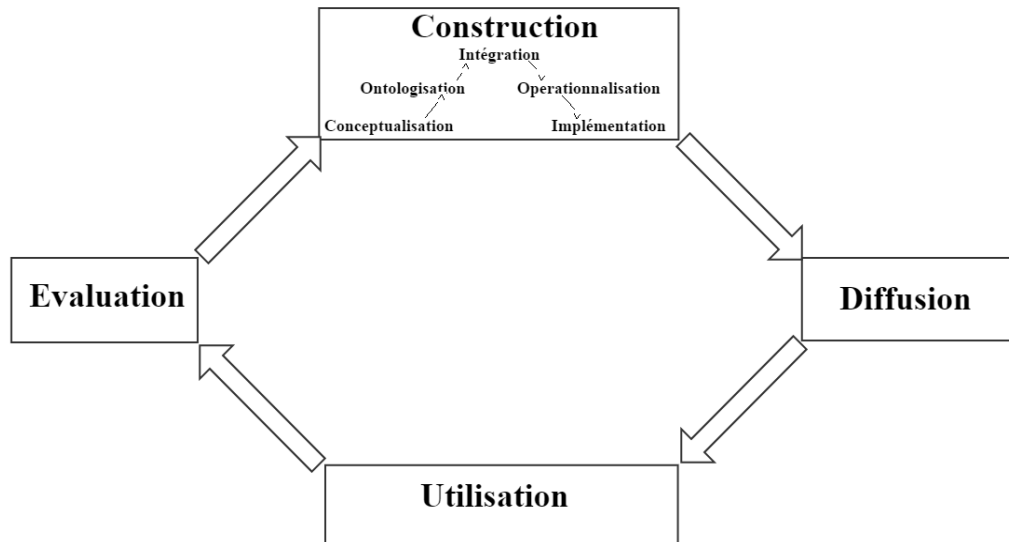 Construction
Intégration
Ontologisation
Operationnalisation
Conceptualisation
Implémentation
Evaluation
Diffusion
Utilisation